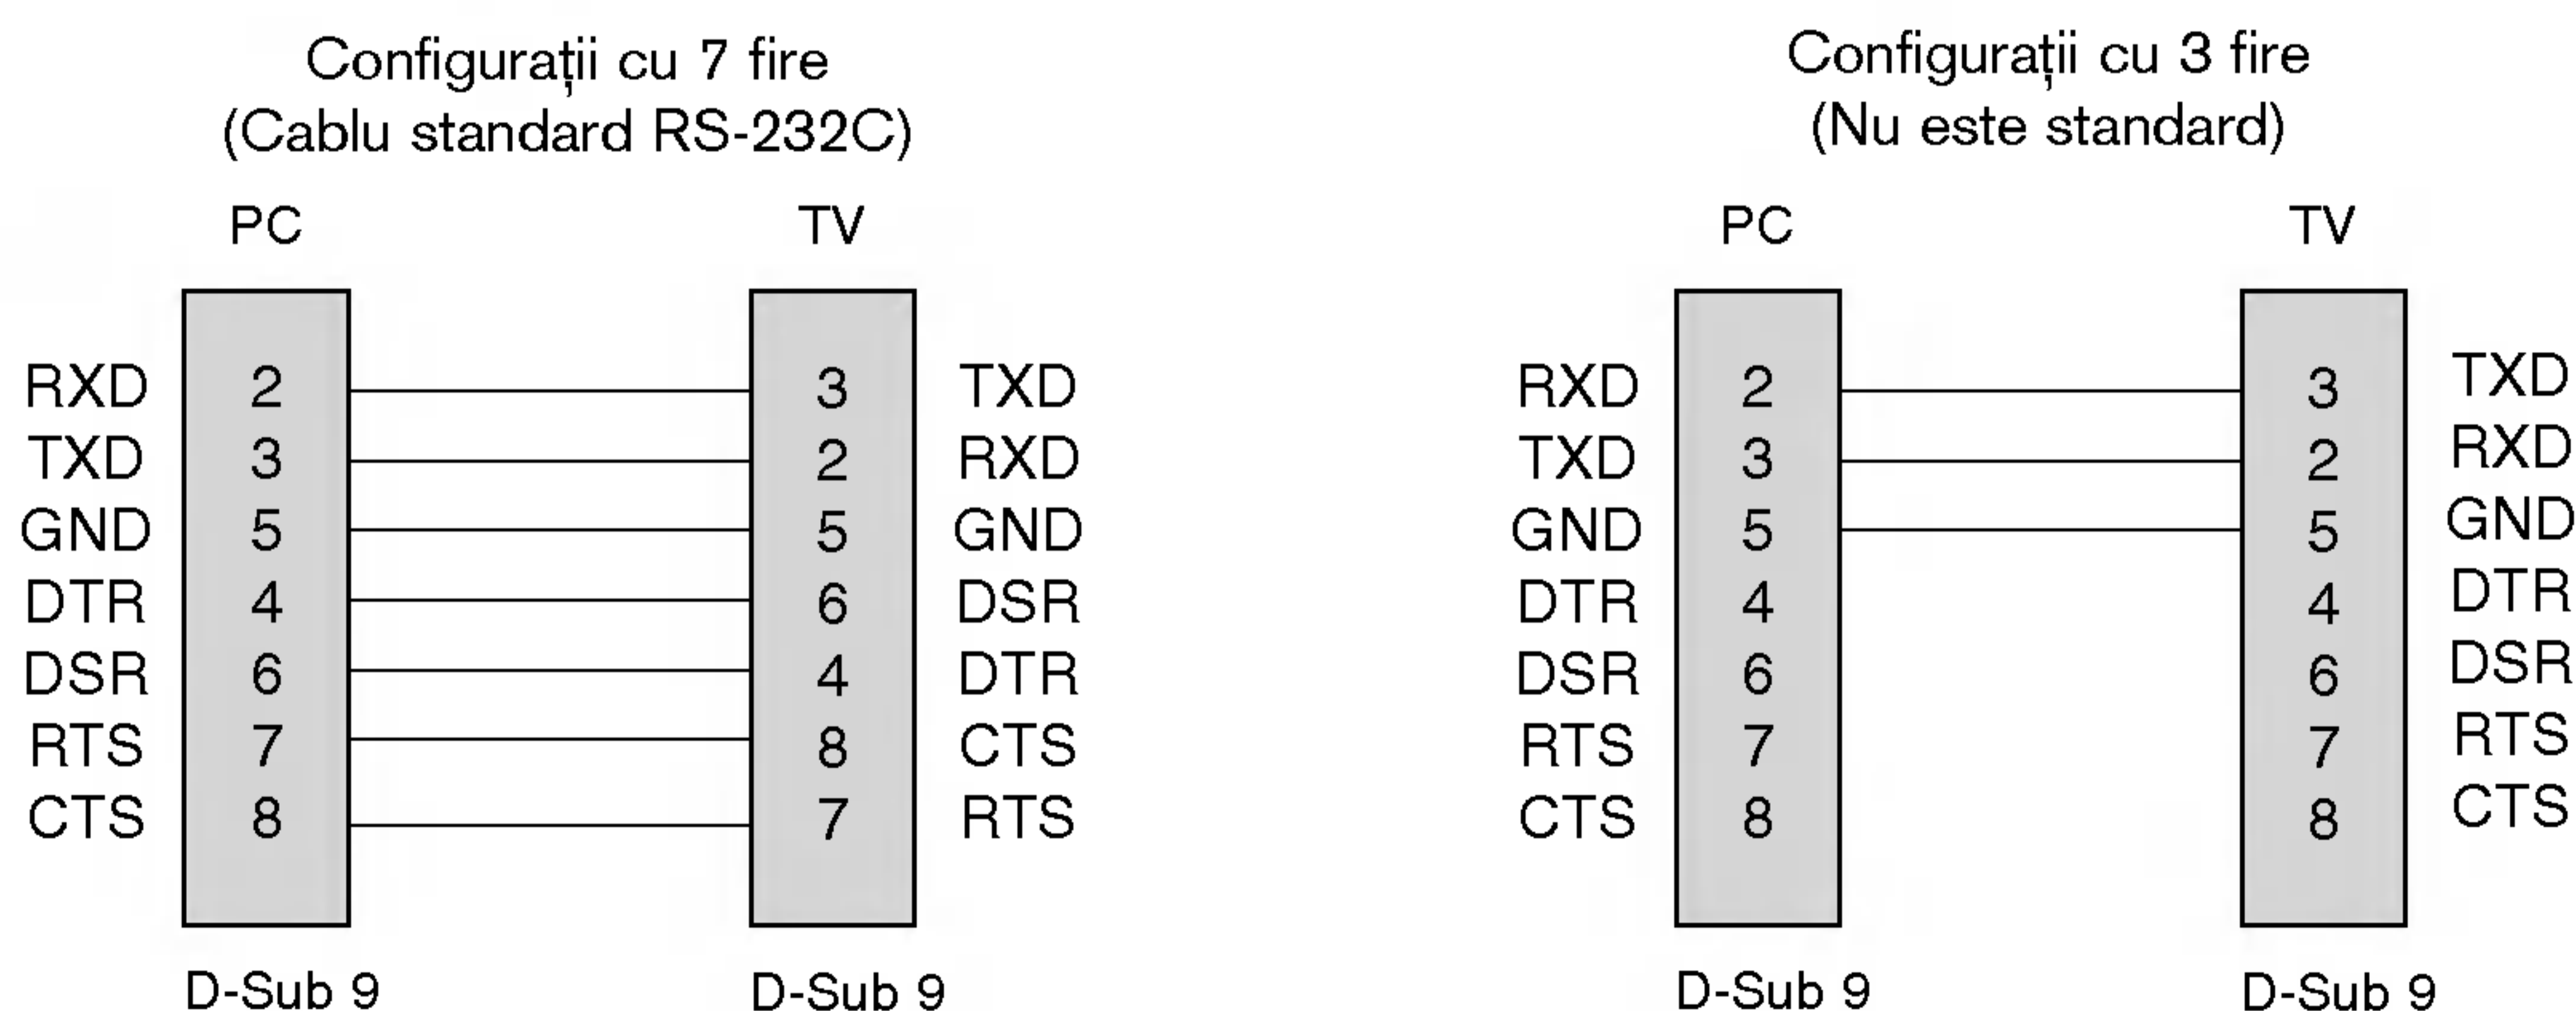 Configurații cu 7 fire
(Cablu standard RS-232C)
PC TV
RXD 2 3 TXD
TXD 3 2 RXD
GND 5 5 GND
DTR 4 6 DSR
DSR 6 4 DTR
RTS 7 8 CTS
CTS 8 7 RTS
D-Sub 9 D-Sub 9
Configurații cu 3 fire
(Nu este standard)
PC TV
RXD 2 3 TXD
TXD 3 2 RXD
GND 5 5 GND
DTR 4 4 DTR
DSR 6 6 DSR
RTS 7 7 RTS
CTS 8 8 CTS
D-Sub 9 D-Sub 9